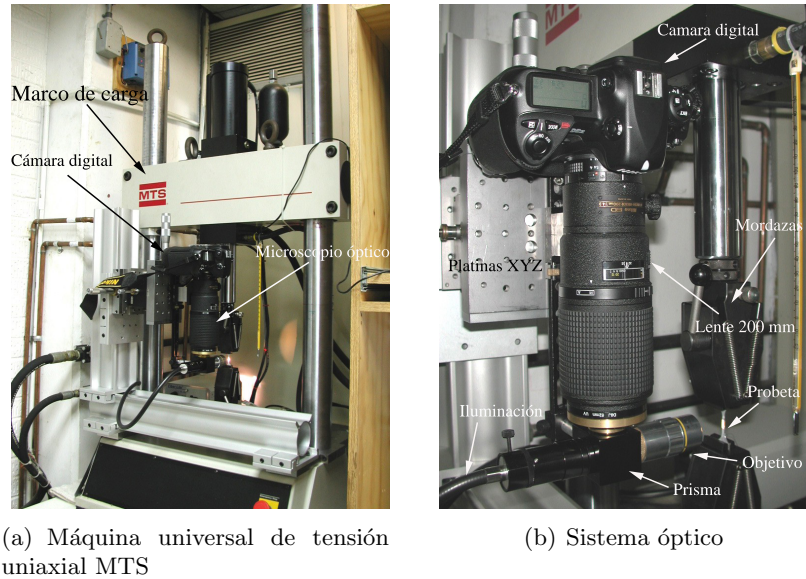 Marco de carga
Cámara digital
MTS
Microscopio óptico
Camara digital
MTS
Mordazas
Platinas XYZ
Lente 200 mm
Probeta
Iluminación
Objetivo
Prisma
(a) Máquina universal de tensión
uniaxial MTS
(b) Sistema óptico